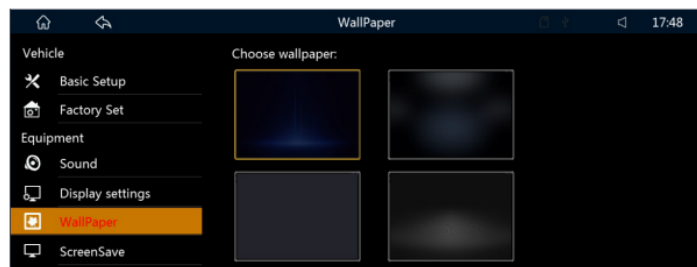 WallPaper
17:48
Vehicle
Basic Setup
Factory Set
Equipment
Sound
Display settings
WallPaper
ScreenSave
Choose wallpaper: